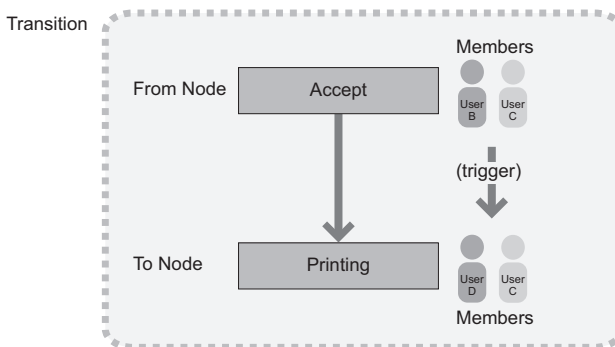 Transition
Members
From Node
Accept
User
B
User
C
(trigger)
To Node
Printing
User
D
User
C
Members